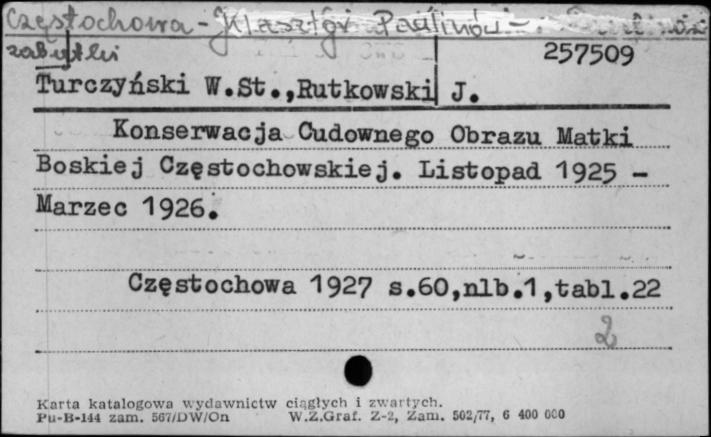 Częstochowa - Klasztór Paulinów -
zabytki
257509
Turczyński W.St.,Rutkowski J.
Konserwacja Cudownego Obrazu Matki
Boskiej Częstochowskiej. Listopad 1925 -
Marzec 1926.
Częstochowa 1927 s.60,nlb.1,tabl.22
2
Karta katalogowa wydawnictw ciągłych i zwartych.
Pu-B-144 zam. 567/DW/On W.Z.Graf. Z-2, Zam. 502/77, 6 400 000